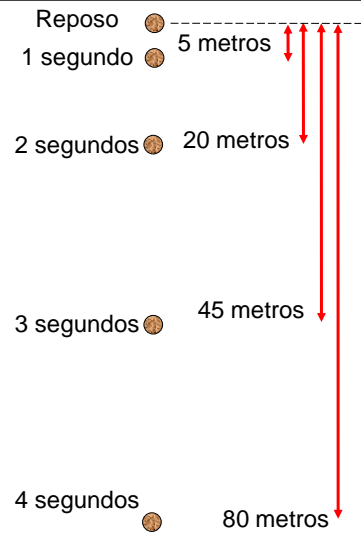 Reposo
5 metros
1 segundo
2 segundos
20 metros
3 segundos
45 metros
4 segundos
80 metros